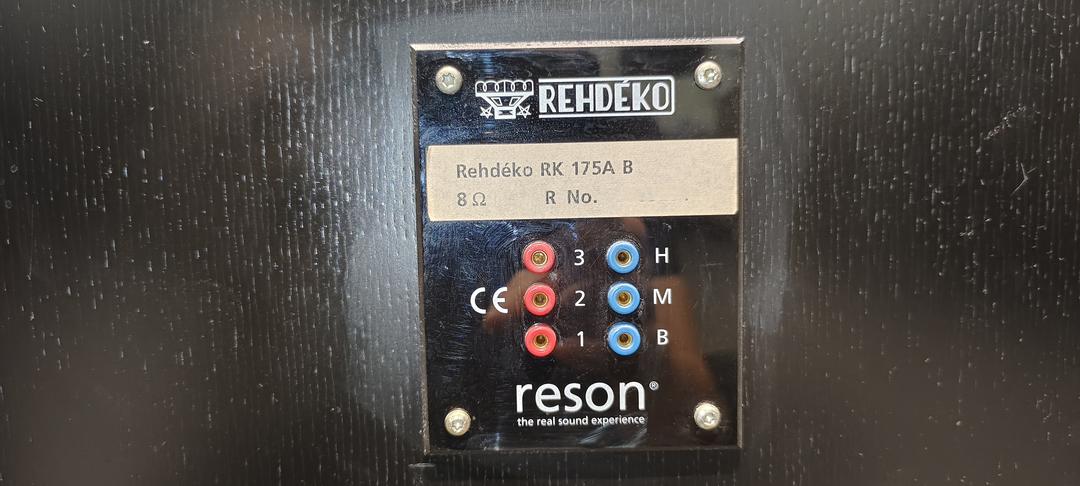 REHDÉKO
Rehdéko RK 175A B
8 Ω R No.
3 H
CE 2 M
1 B
reson®
the real sound experience